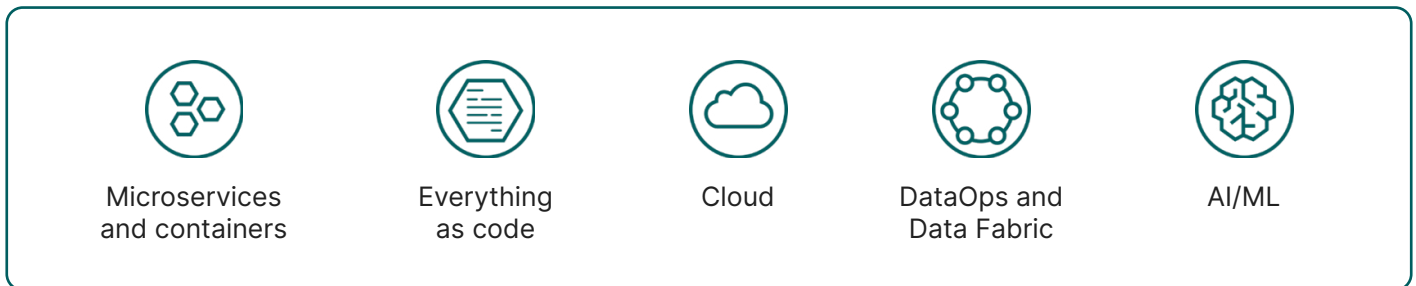 Microservices
and containers
Everything
as code
Cloud
DataOps and
Data Fabric
AI/ML